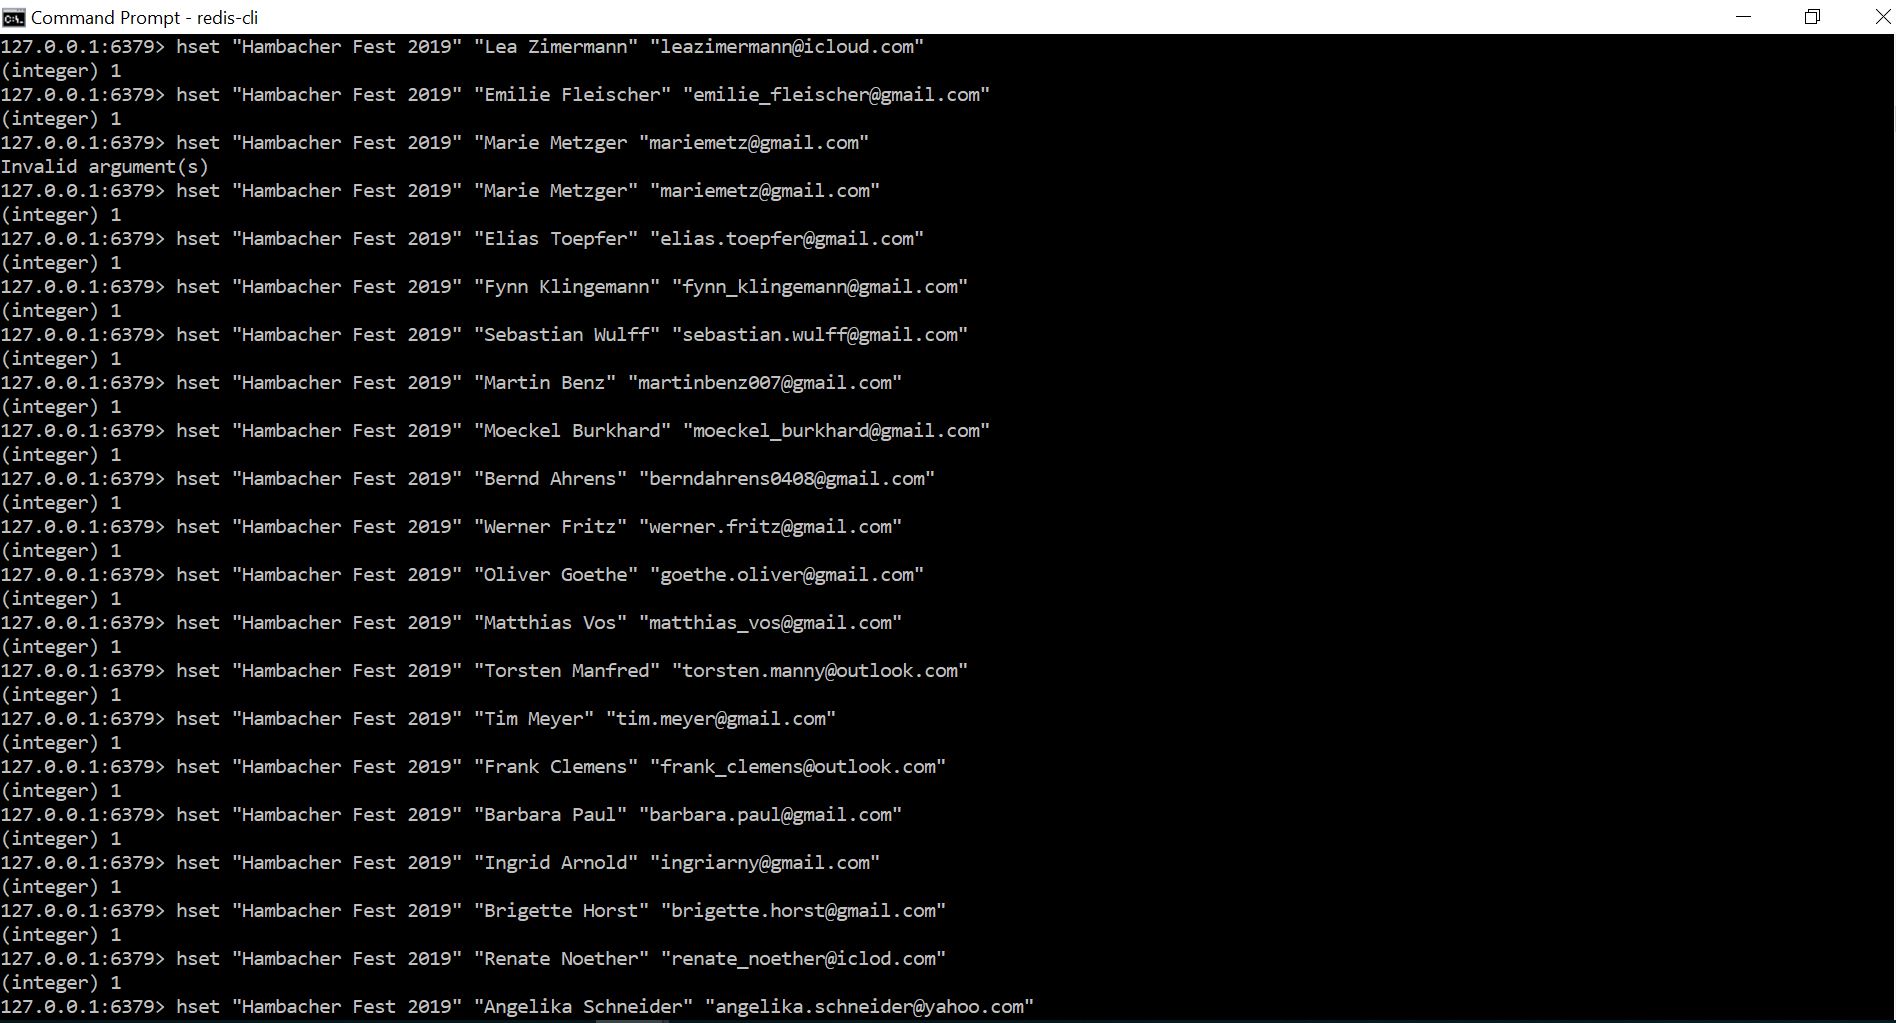 Command Prompt - redis-cli
127.0.0.1:6379> hset "Hambacher Fest 2019" "Lea Zimermann" "leazimermann@icloud.com"
(integer) 1
127.0.0.1:6379> hset "Hambacher Fest 2019" "Emilie Fleischer" "emilie_fleischer@gmail.com"
(integer) 1
127.0.0.1:6379> hset "Hambacher Fest 2019" "Marie Metzger "mariemetz@gmail.com"
Invalid argument(s)
127.0.0.1:6379> hset "Hambacher Fest 2019" "Marie Metzger" "mariemetz@gmail.com"
(integer) 1
127.0.0.1:6379> hset "Hambacher Fest 2019" "Elias Toepfer" "elias.toepfer@gmail.com"
(integer) 1
127.0.0.1:6379> hset "Hambacher Fest 2019" "Fynn Klingemann" "fynn_klingemann@gmail.com"
(integer) 1
127.0.0.1:6379> hset "Hambacher Fest 2019" "Sebastian Wulff" "sebastian.wulff@gmail.com"
(integer) 1
127.0.0.1:6379> hset "Hambacher Fest 2019" "Martin Benz" "martinbenz007@gmail.com"
(integer) 1
127.0.0.1:6379> hset "Hambacher Fest 2019" "Moeckel Burkhard" "moeckel_burkhard@gmail.com"
(integer) 1
127.0.0.1:6379> hset "Hambacher Fest 2019" "Bernd Ahrens" "berndahrens0408@gmail.com"
(integer) 1
127.0.0.1:6379> hset "Hambacher Fest 2019" "Werner Fritz" "werner.fritz@gmail.com"
(integer) 1
127.0.0.1:6379> hset "Hambacher Fest 2019" "Oliver Goethe" "goethe.oliver@gmail.com"
(integer) 1
127.0.0.1:6379> hset "Hambacher Fest 2019" "Matthias Vos" "matthias_vos@gmail.com"
(integer) 1
127.0.0.1:6379> hset "Hambacher Fest 2019" "Torsten Manfred" "torsten.manny@outlook.com"
(integer) 1
127.0.0.1:6379> hset "Hambacher Fest 2019" "Tim Meyer" "tim.meyer@gmail.com"
(integer) 1
127.0.0.1:6379> hset "Hambacher Fest 2019" "Frank Clemens" "frank_clemens@outlook.com"
(integer) 1
127.0.0.1:6379> hset "Hambacher Fest 2019" "Barbara Paul" "barbara.paul@gmail.com"
(integer) 1
127.0.0.1:6379> hset "Hambacher Fest 2019" "Ingrid Arnold" "ingriarny@gmail.com"
(integer) 1
127.0.0.1:6379> hset "Hambacher Fest 2019" "Brigette Horst" "brigette.horst@gmail.com"
(integer) 1
127.0.0.1:6379> hset "Hambacher Fest 2019" "Renate Noether" "renate_noether@iclod.com"
(integer) 1
127.0.0.1:6379> hset "Hambacher Fest 2019" "Angelika Schneider" "angelika.schneider@yahoo.com"